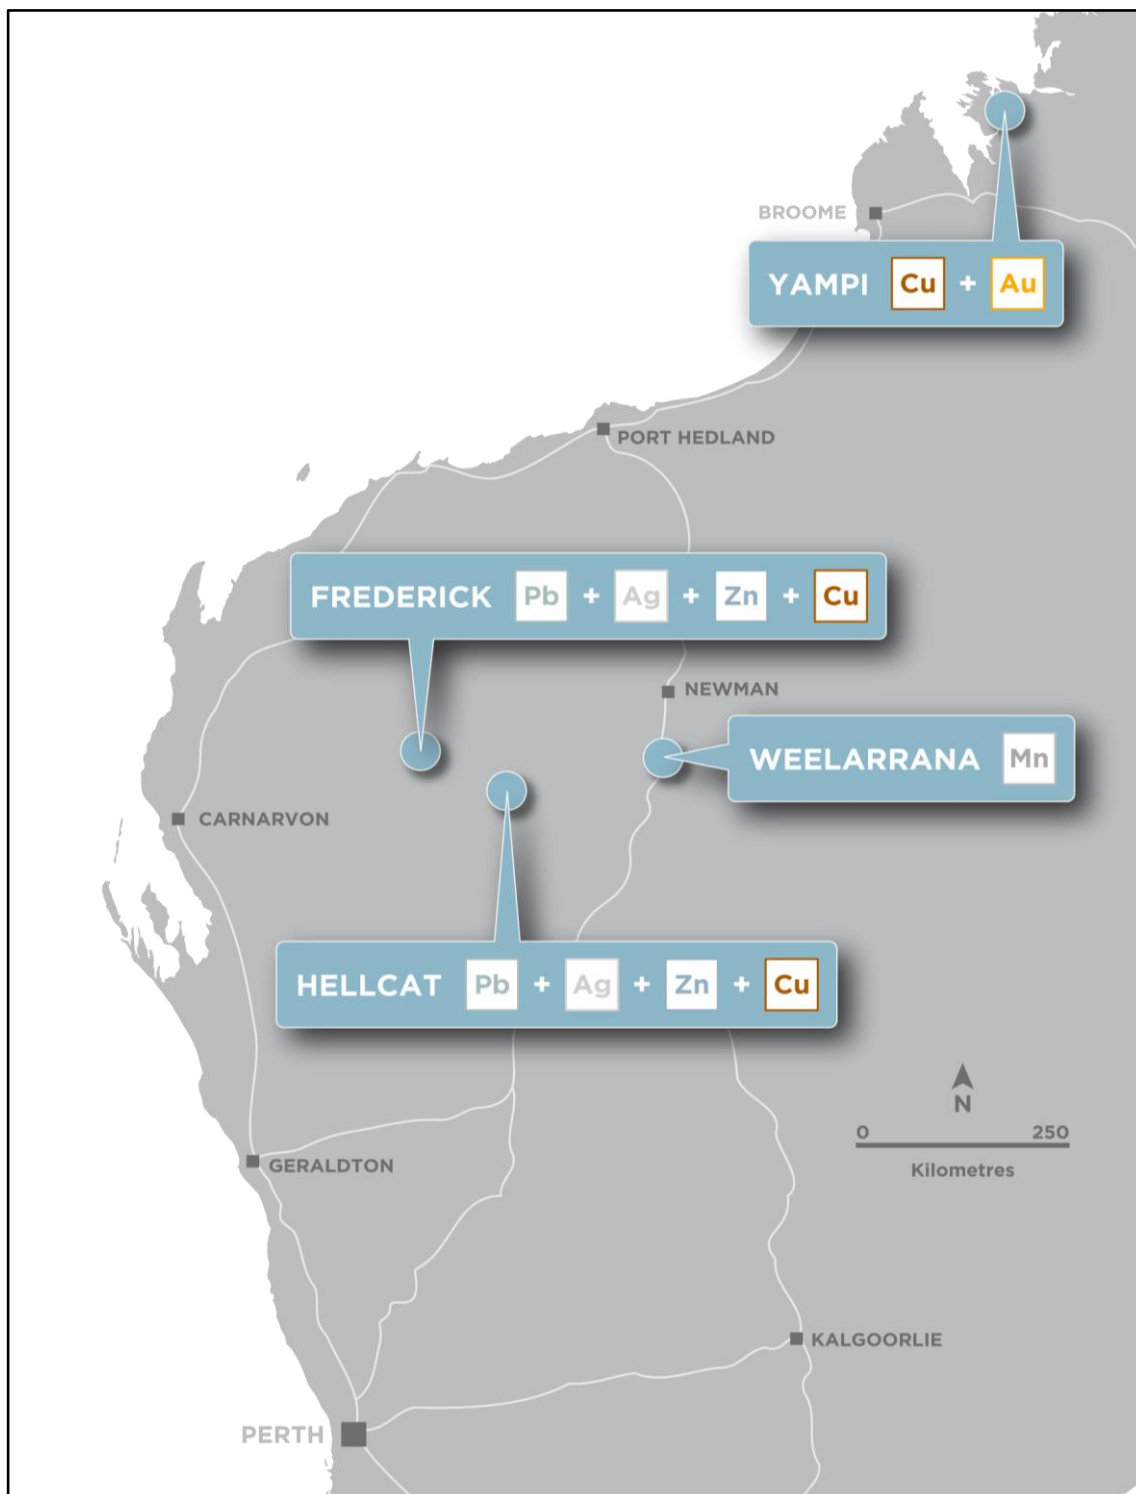 BROOME
YAMPI Cu + Au
PORT HEDLAND
FREDERICK Pb + Ag + Zn + Cu
NEWMAN
WEELARRANA Mn
CARNARVON
HELLCAT Pb + Ag + Zn + Cu
N
0 250
Kilometres
GERALDTON
KALGOORLIE
PERTH